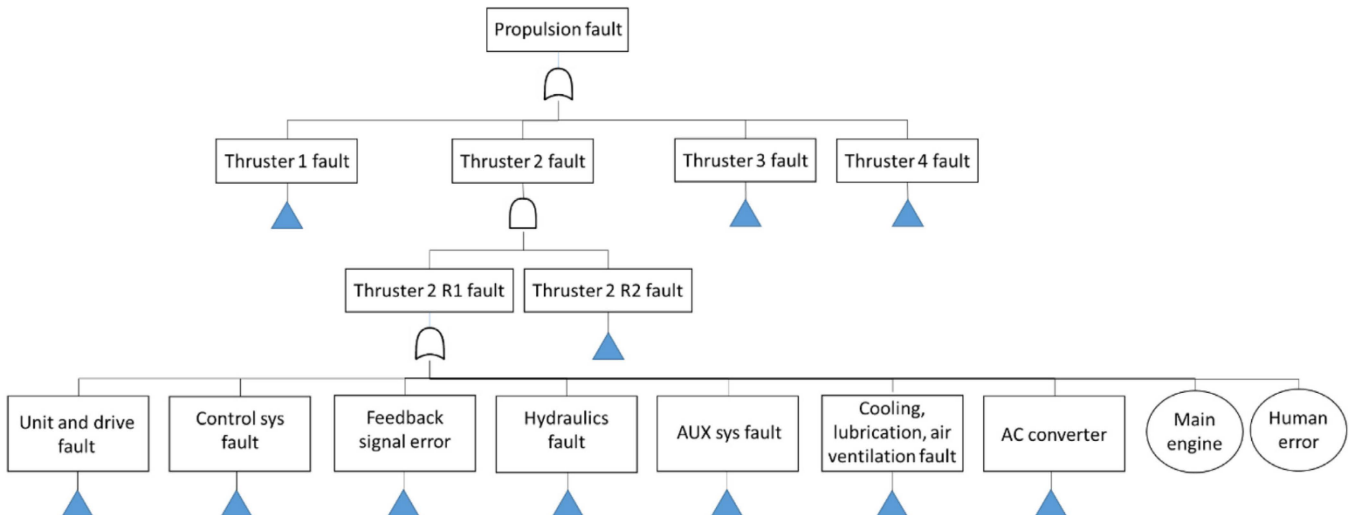 Propulsion fault
Thruster 1 fault
Thruster 2 fault
Thruster 3 fault
Thruster 4 fault
Thruster 2 R1 fault
Thruster 2 R2 fault
Unit and drive
fault
Control sys
fault
Feedback
signal error
Hydraulics
fault
AUX sys fault
Cooling,
lubrication, air
ventilation fault
AC converter
Main
engine
Human
error